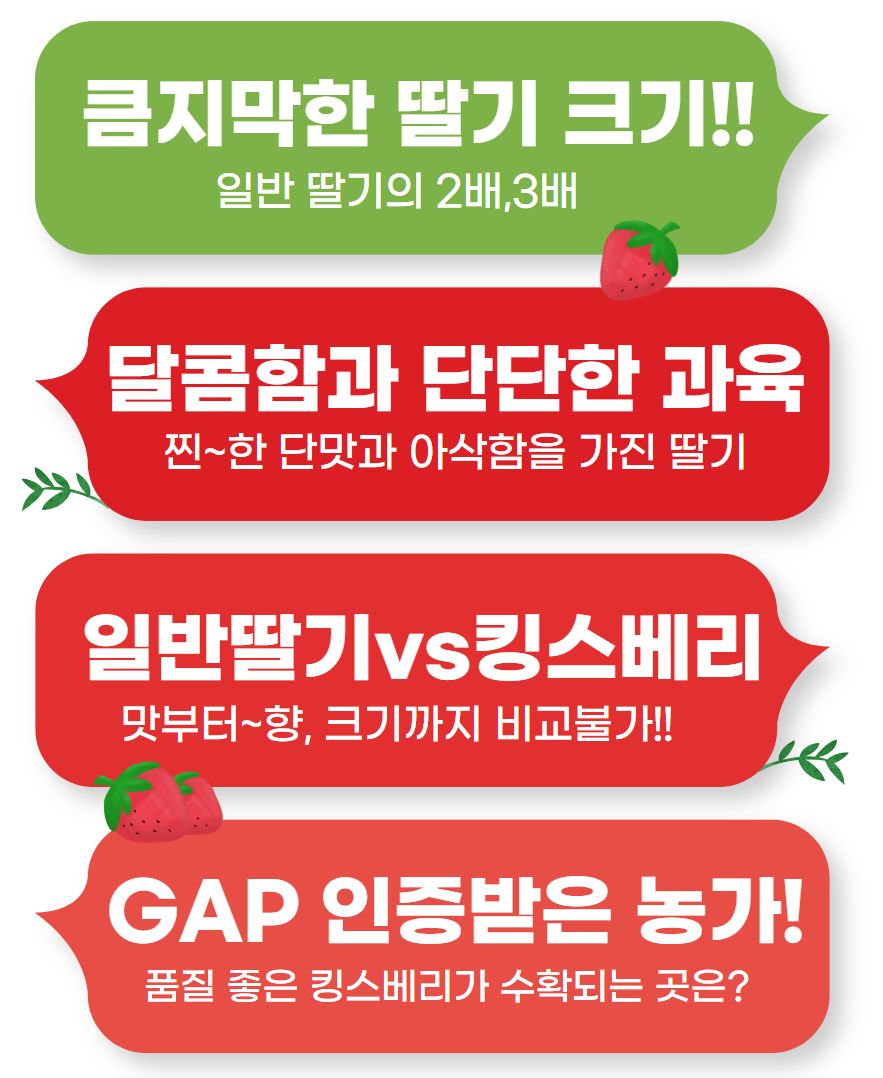 큼지막한 딸기 크기!!
일반 딸기의 2배,3배
달콤함과 단단한 과육
찐~한 단맛과 아삭함을 가진 딸기
일반딸기vs킹스베리
맛부터~향, 크기까지 비교불가!!
GAP 인증받은 농가!
품질 좋은 킹스베리가 수확되는 곳은?